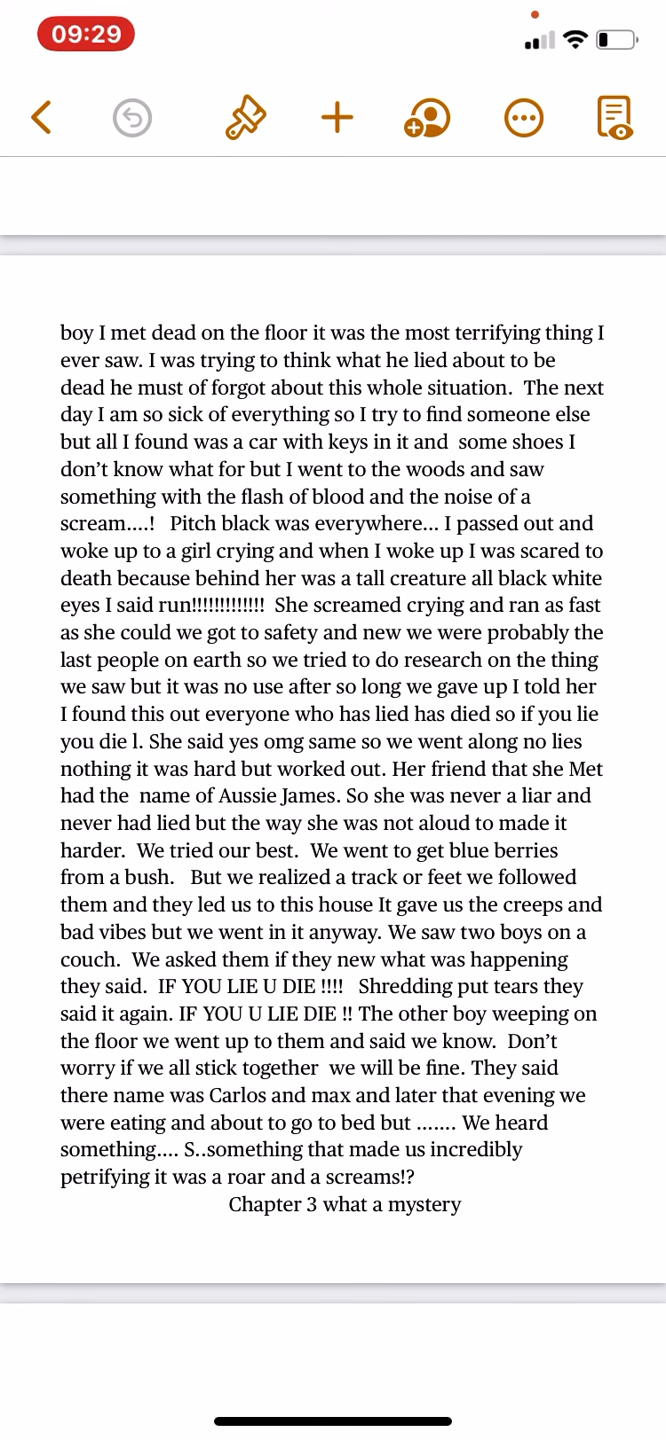 09:29
boy I met dead on the floor it was the most terrifying thing I
ever saw. I was trying to think what he lied about to be
dead he must of forgot about this whole situation.  The next
day I am so sick of everything so I try to find someone else
but all I found was a car with keys in it and  some shoes I
don’t know what for but I went to the woods and saw
something with the flash of blood and the noise of a
scream....!   Pitch black was everywhere... I passed out and
woke up to a girl crying and when I woke up I was scared to
death because behind her was a tall creature all black white
eyes I said run!!!!!!!!!!!!!  She screamed crying and ran as fast
as she could we got to safety and new we were probably the
last people on earth so we tried to do research on the thing
we saw but it was no use after so long we gave up I told her
I found this out everyone who has lied has died so if you lie
you die l. She said yes omg same so we went along no lies
nothing it was hard but worked out. Her friend that she Met
had the  name of Aussie James. So she was never a liar and
never had lied but the way she was not aloud to made it
harder.  We tried our best.  We went to get blue berries
from a bush.   But we realized a track or feet we followed
them and they led us to this house It gave us the creeps and
bad vibes but we went in it anyway. We saw two boys on a
couch.  We asked them if they new what was happening
they said.  IF YOU LIE U DIE !!!!   Shredding put tears they
said it again. IF YOU U LIE DIE !! The other boy weeping on
the floor we went up to them and said we know.  Don’t
worry if we all stick together  we will be fine. They said
there name was Carlos and max and later that evening we
were eating and about to go to bed but ....... We heard
something.... S..something that made us incredibly
petrifying it was a roar and a screams!?
Chapter 3 what a mystery